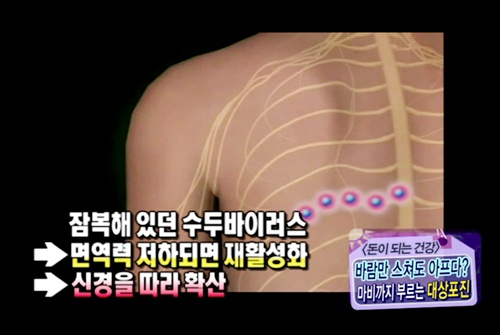 잠복해 있던 수두바이러스
면역력 저하되면 재활성화
신경을 따라 확산
<돈이 되는 건강>
바람만 스쳐도 아프다?
마비까지 부르는 대상포진